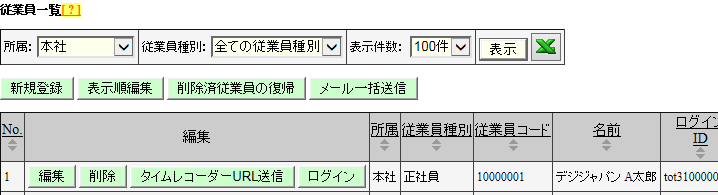 従業員一覧[ ? ]
所属: 本社 従業員種別: 全ての従業員種別 表示件数: 100件 表示
新規登録 表示順編集 削除済従業員の復帰 メール一括送信
No. 編集 所属 従業員種別 従業員コード 名前 ログイン
ID
1 編集 削除 タイムレコーダーURL送信 ログイン 本社 正社員 10000001 デジジャパン A太郎 tot3100000